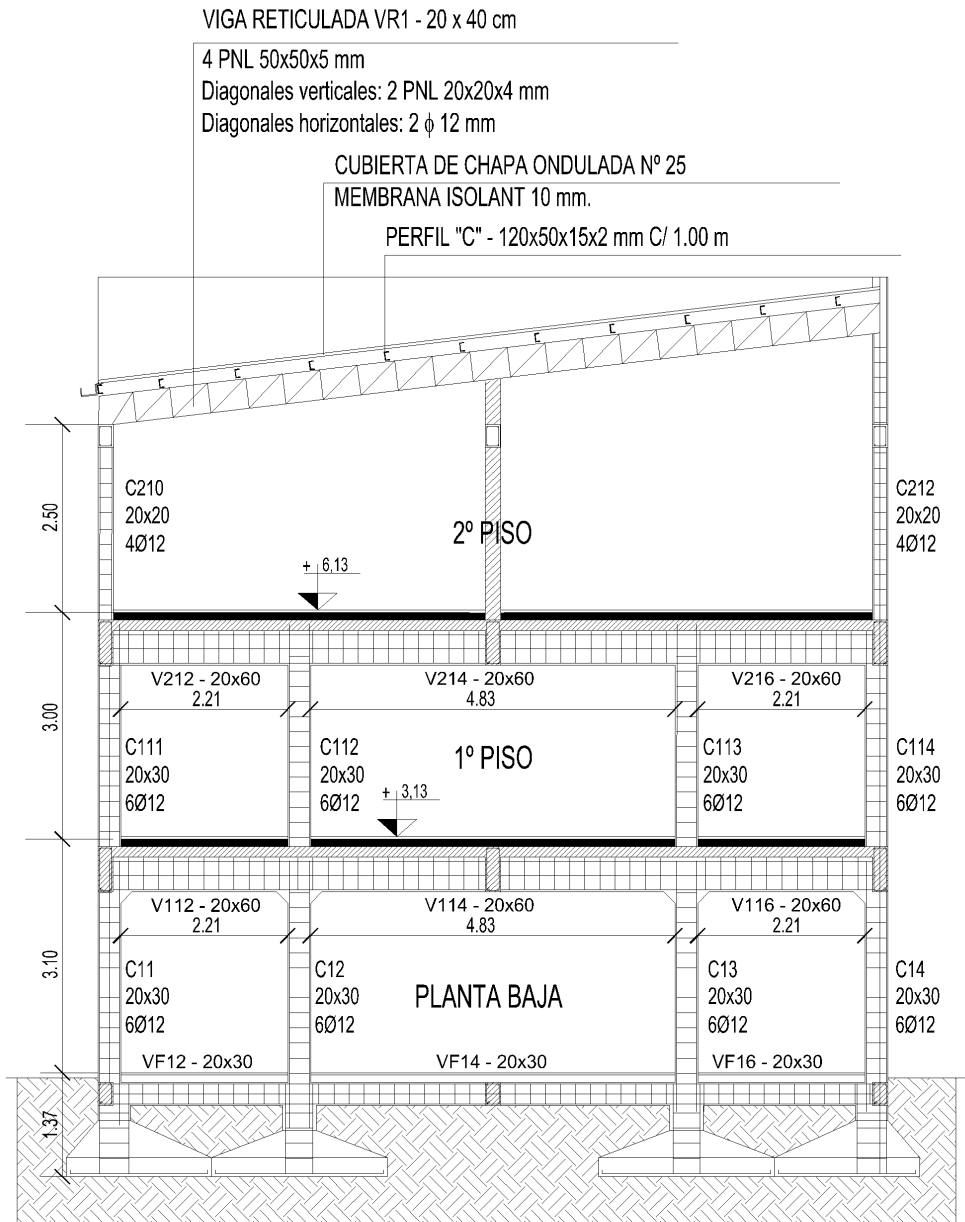 VIGA RETICULADA VR1 - 20 x 40 cm
4 PNL 50x50x5 mm
Diagonales verticales: 2 PNL 20x20x4 mm
Diagonales horizontales: 2 ϕ 12 mm
CUBIERTA DE CHAPA ONDULADA Nº 25
MEMBRANA ISOLANT 10 mm.
PERFIL "C" - 120x50x15x2 mm C/ 1.00 m
2.50
C210
20x20
4Ø12
2º PISO
C212
20x20
4Ø12
+ 6,13
V212 - 20x60
2.21
V214 - 20x60
4.83
V216 - 20x60
2.21
3.00
C111
20x30
6Ø12
C112
20x30
6Ø12
1º PISO
C113
20x30
6Ø12
C114
20x30
6Ø12
+ 3,13
V112 - 20x60
2.21
V114 - 20x60
4.83
V116 - 20x60
2.21
3.10
C11
20x30
6Ø12
C12
20x30
6Ø12
PLANTA BAJA
C13
20x30
6Ø12
C14
20x30
6Ø12
VF12 - 20x30
VF14 - 20x30
VF16 - 20x30
1.37